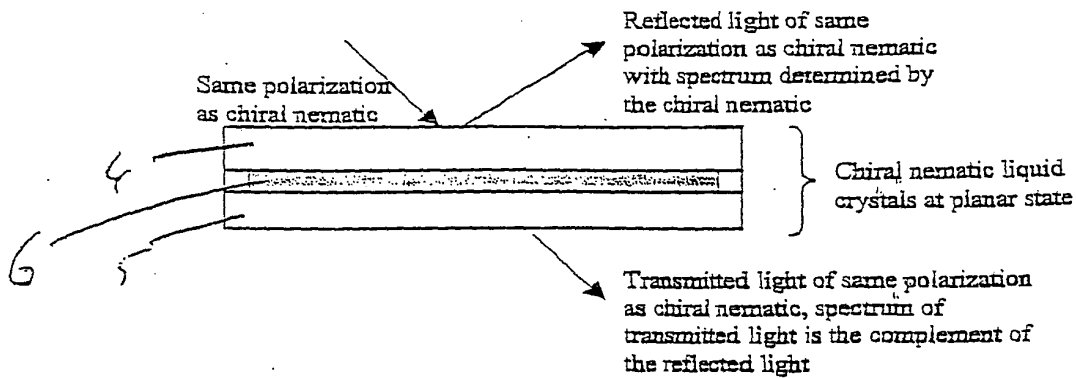 Reflected light of same
polarization as chiral nematic
with spectrum determined by
the chiral nematic
Same polarization
as chiral nematic
4
6
5
Chiral nematic liquid
crystals at planar state
Transmitted light of same polarization
as chiral nematic, spectrum of
transmitted light is the complement of
the reflected light